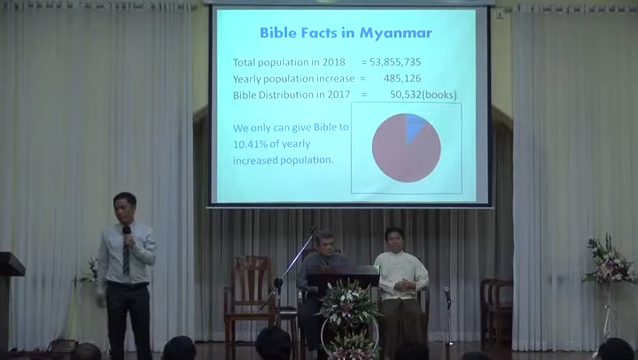 Bible Facts in Myanmar
Total population in 2018 = 53,855,735
Yearly population increase = 485,126
Bible Distribution in 2017 = 50,532(books)
We only can give Bible to
10.41% of yearly
increased population.